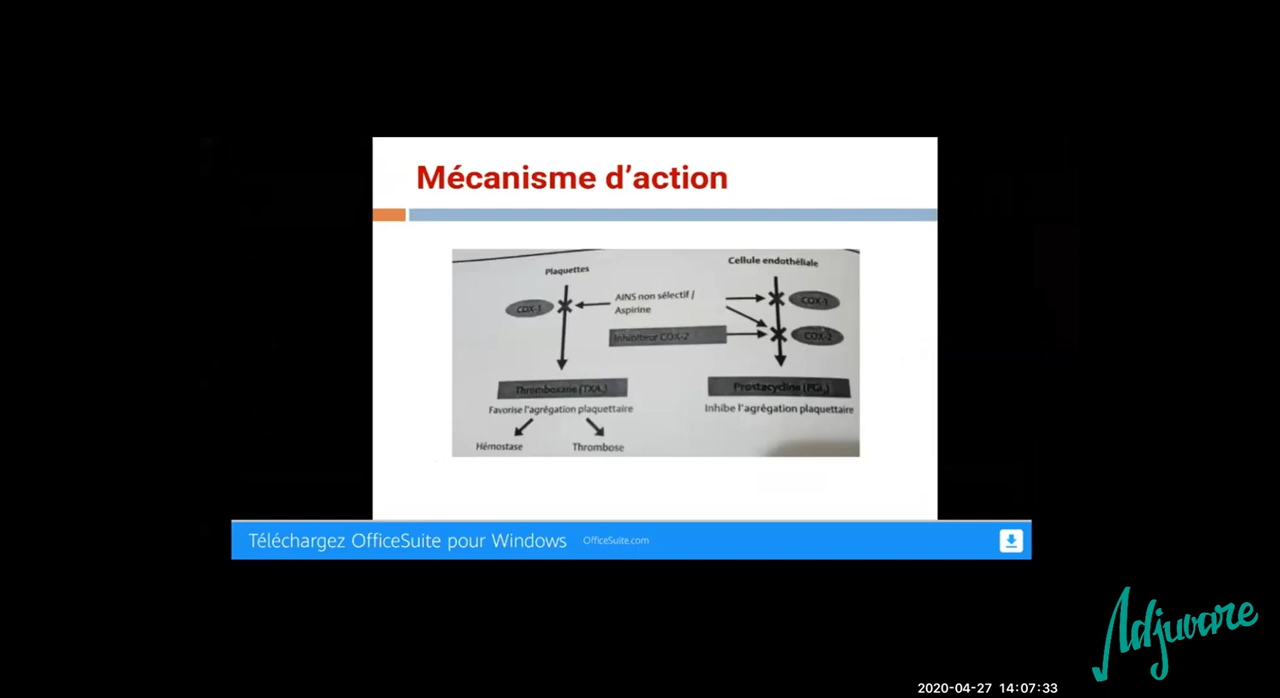 Mécanisme d'action
Plaquettes
Cellule endothéliale
COX-1
AINS non sélectif /
Aspirine
COX-1
Inhibiteur COX-2
COX-2
Thromboxane (TXA₂)
Prostacycline (PGI₂)
Favorise l'agrégation plaquettaire
Inhibe l'agrégation plaquettaire
Hémostase
Thrombose
Téléchargez OfficeSuite pour Windows
OfficeSuite.com
Adjuvare
2020-04-27 14:07:33